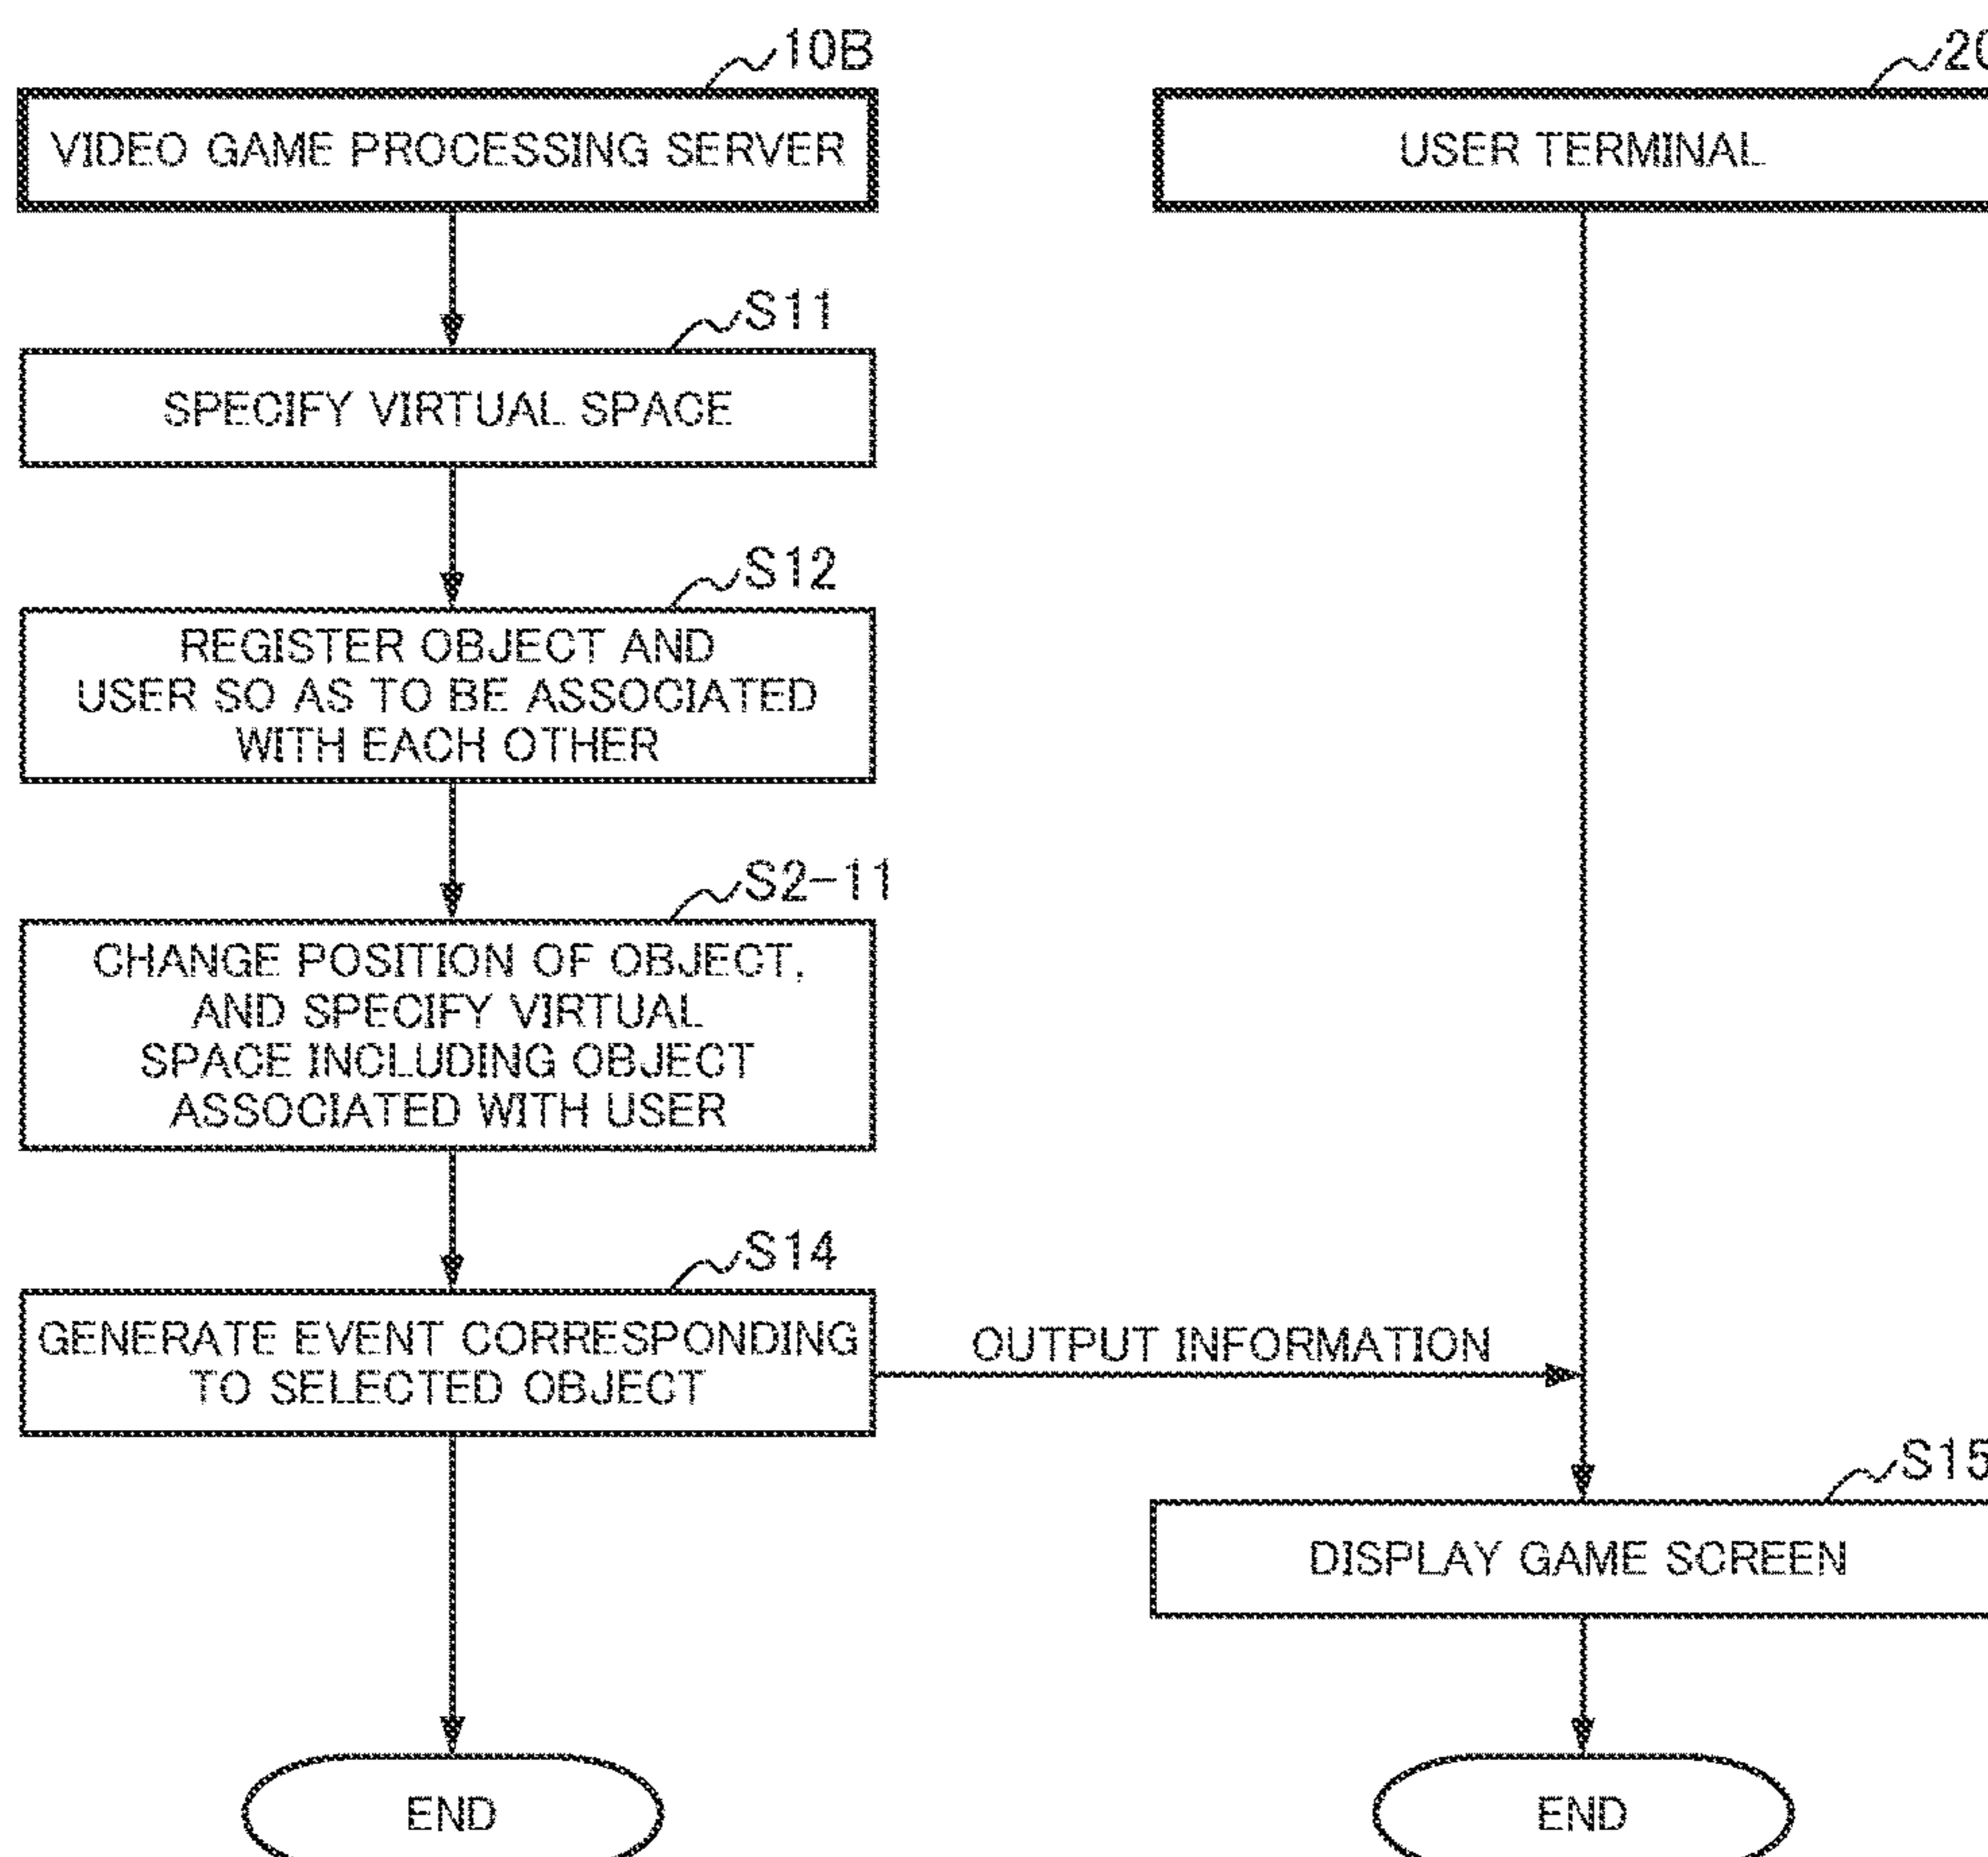 10B
20
VIDEO GAME PROCESSING SERVER
USER TERMINAL
S11
SPECIFY VIRTUAL SPACE
S12
REGISTER OBJECT AND
USER SO AS TO BE ASSOCIATED
WITH EACH OTHER
S2-11
CHANGE POSITION OF OBJECT,
AND SPECIFY VIRTUAL
SPACE INCLUDING OBJECT
ASSOCIATED WITH USER
S14
GENERATE EVENT CORRESPONDING
TO SELECTED OBJECT
OUTPUT INFORMATION
S15
DISPLAY GAME SCREEN
END
END